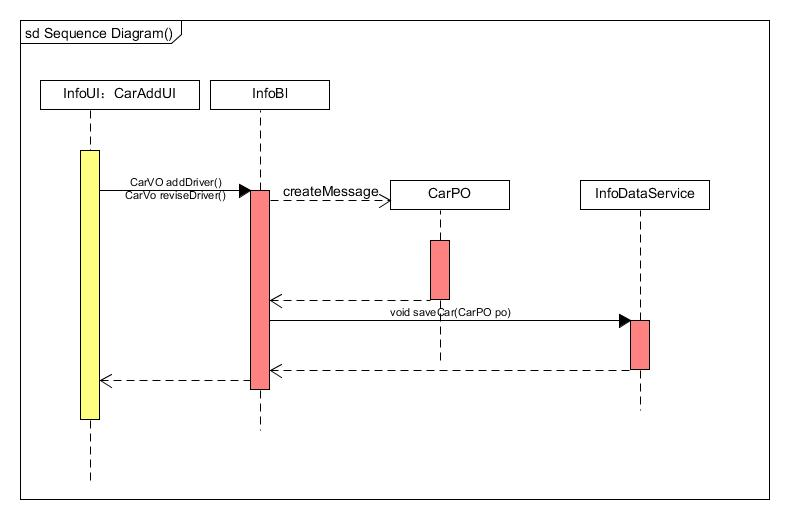 sd Sequence Diagram()
InfoUI：CarAddUI
InfoBl
CarVO addDriver()
CarVo reviseDriver()
createMessage
CarPO
InfoDataService
void saveCar(CarPO po)